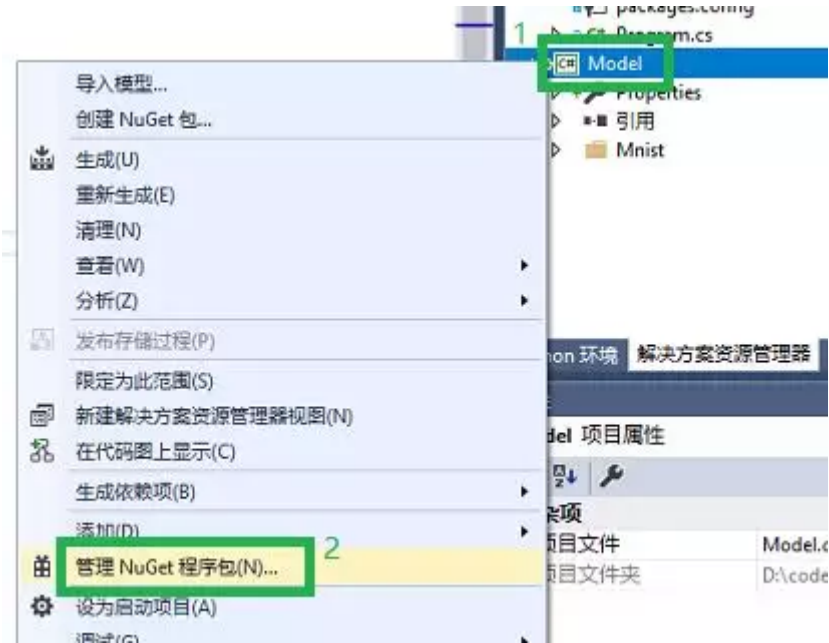 packages.config
1
Program.cs
C# Model
Properties
引用
Mnist
导入模型...
创建 NuGet 包...
生成(U)
重新生成(E)
清理(N)
查看(W)
分析(Z)
发布存储过程(P)
限定为此范围(S)
新建解决方案资源管理器视图(N)
在代码图上显示(C)
生成依赖项(B)
添加(D)
2
管理 NuGet 程序包(N)...
设为启动项目(A)
调试(G)
hon 环境
解决方案资源管理器
del 项目属性
杂项
项目文件
Model.c
项目文件夹
D:\code